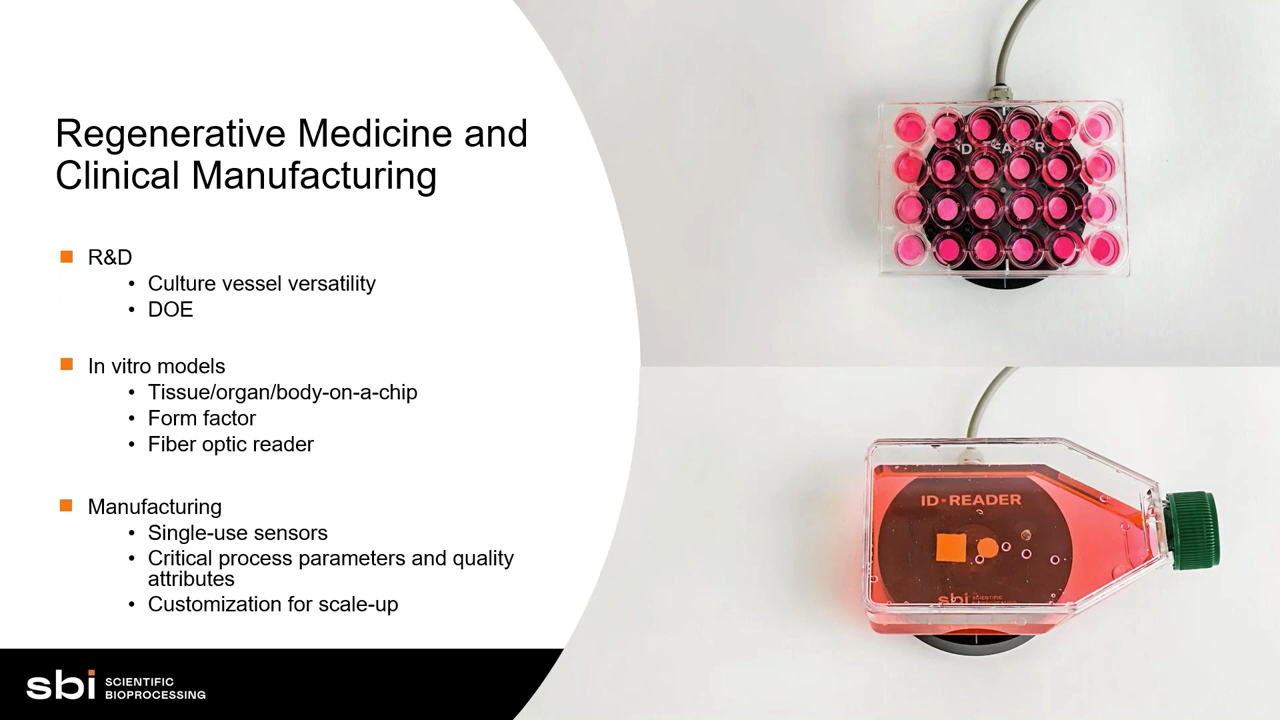 Regenerative Medicine and
Clinical Manufacturing
R&D
Culture vessel versatility
DOE
In vitro models
Tissue/organ/body-on-a-chip
Form factor
Fiber optic reader
Manufacturing
Single-use sensors
Critical process parameters and quality
attributes
Customization for scale-up
sbi SCIENTIFIC
BIOPROCESSING
ID-READER
sbi SCIENTIFIC